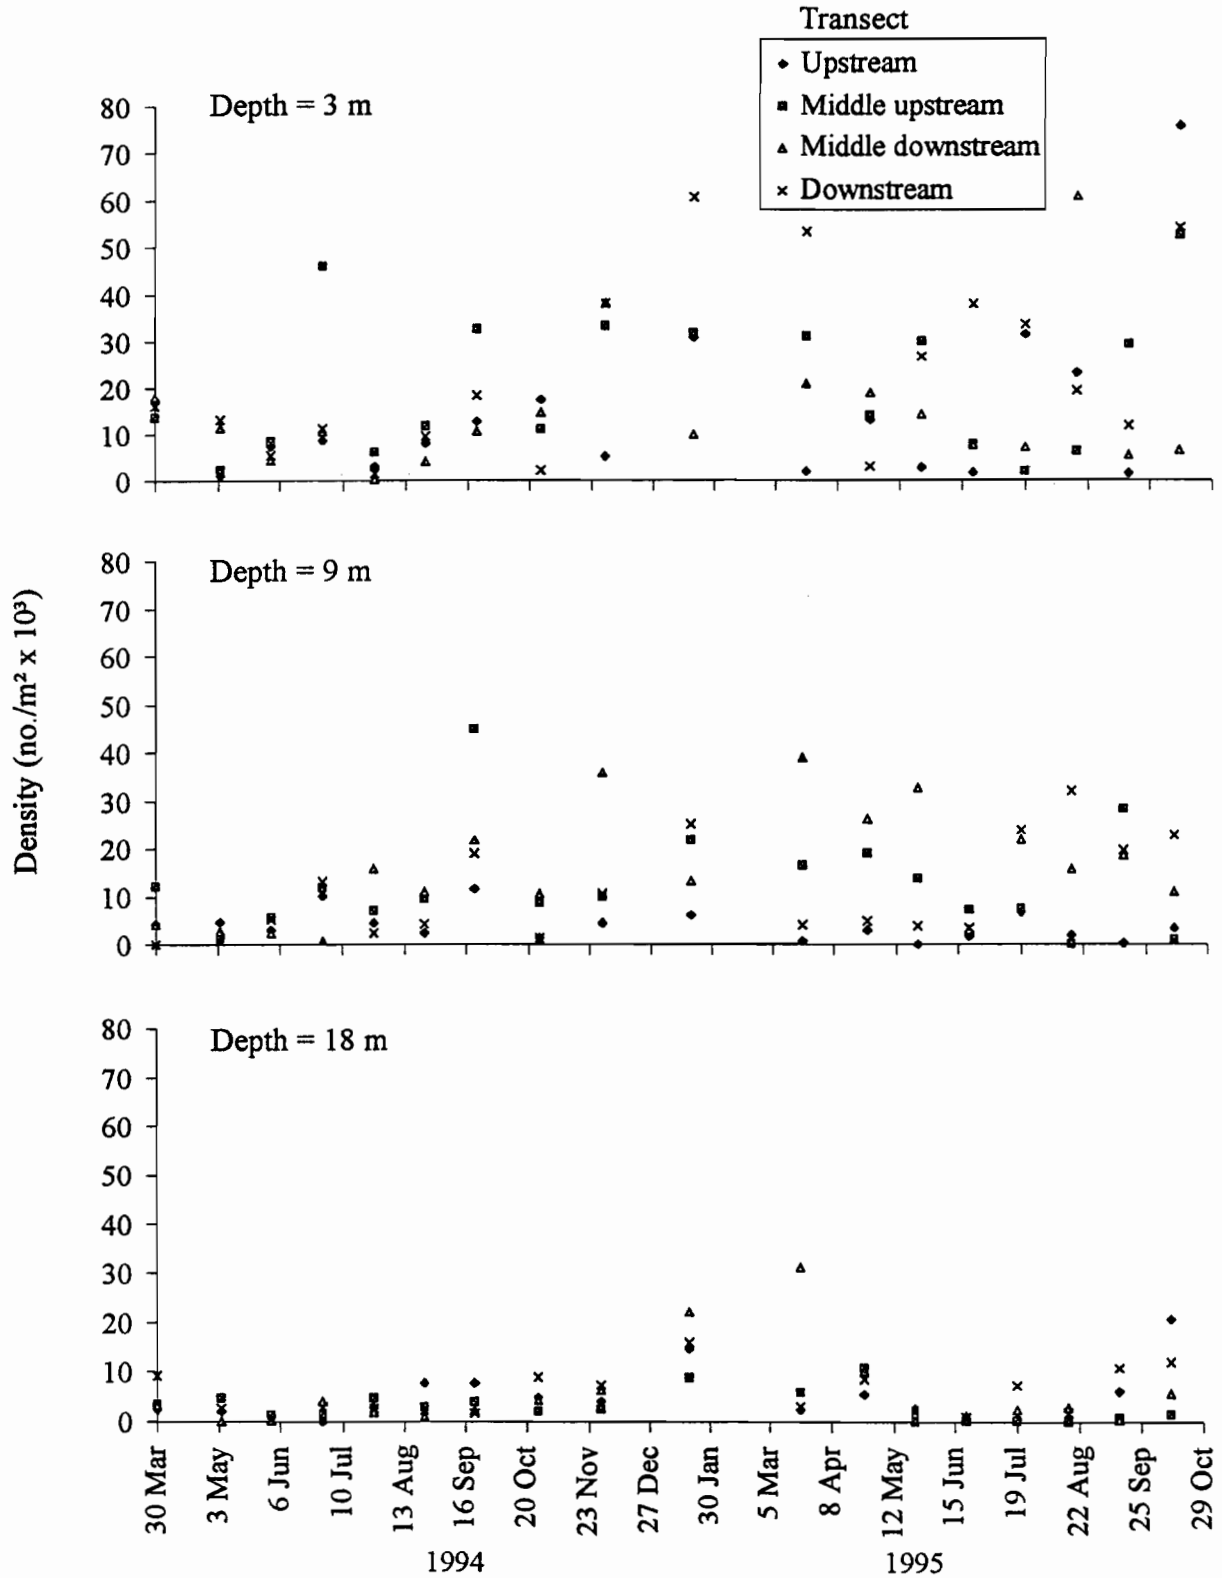 Transect
Upstream
Middle upstream
Middle downstream
Downstream
Depth = 3 m
80
70
60
50
40
30
20
10
0
Depth = 9 m
80
70
60
50
40
30
20
10
0
Density (no./m² x 10³)
Depth = 18 m
80
70
60
50
40
30
20
10
0
30 Mar
3 May
6 Jun
10 Jul
13 Aug
16 Sep
20 Oct
23 Nov
27 Dec
30 Jan
5 Mar
8 Apr
12 May
15 Jun
19 Jul
22 Aug
25 Sep
29 Oct
1994
1995